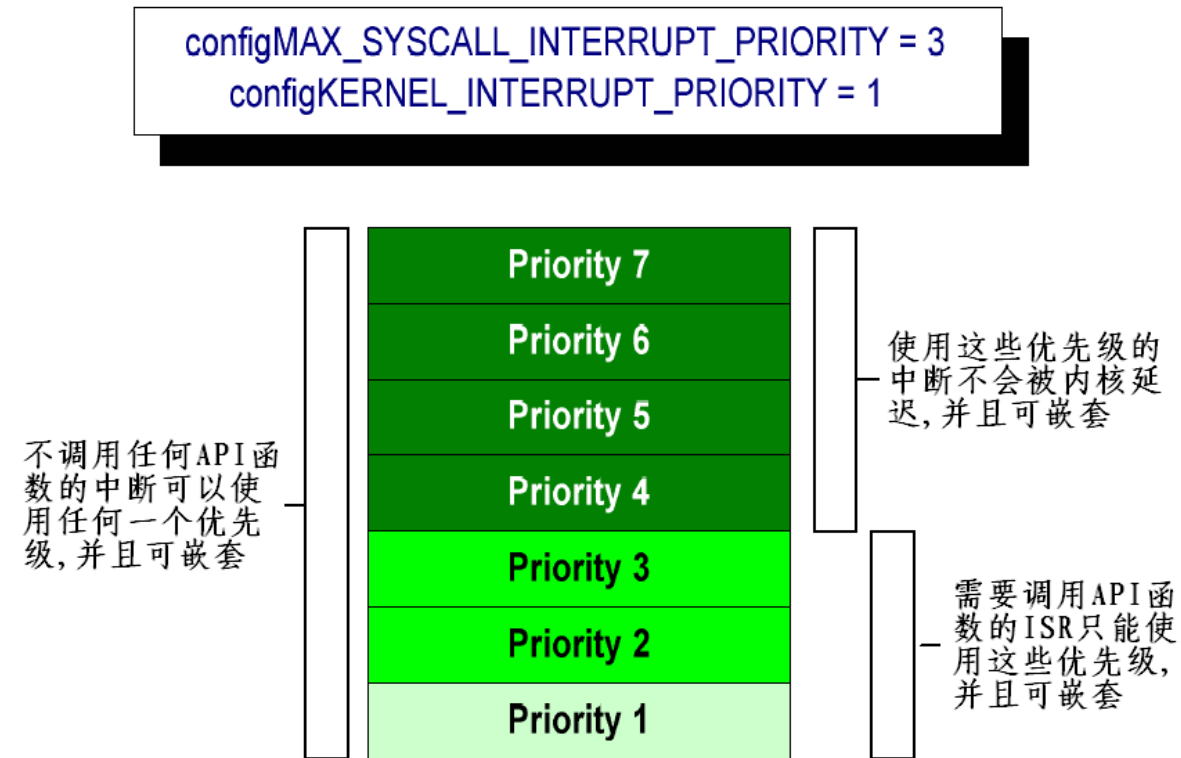 configMAX_SYSCALL_INTERRUPT_PRIORITY = 3
configKERNEL_INTERRUPT_PRIORITY = 1
Priority 7
Priority 6
Priority 5
Priority 4
Priority 3
Priority 2
Priority 1
不调用任何API函
数的中断可以使
用任何一个优先
级,并且可嵌套
使用这些优先级的
中断不会被内核延
迟,并且可嵌套
需要调用API函
数的ISR只能使
用这些优先级,
并且可嵌套